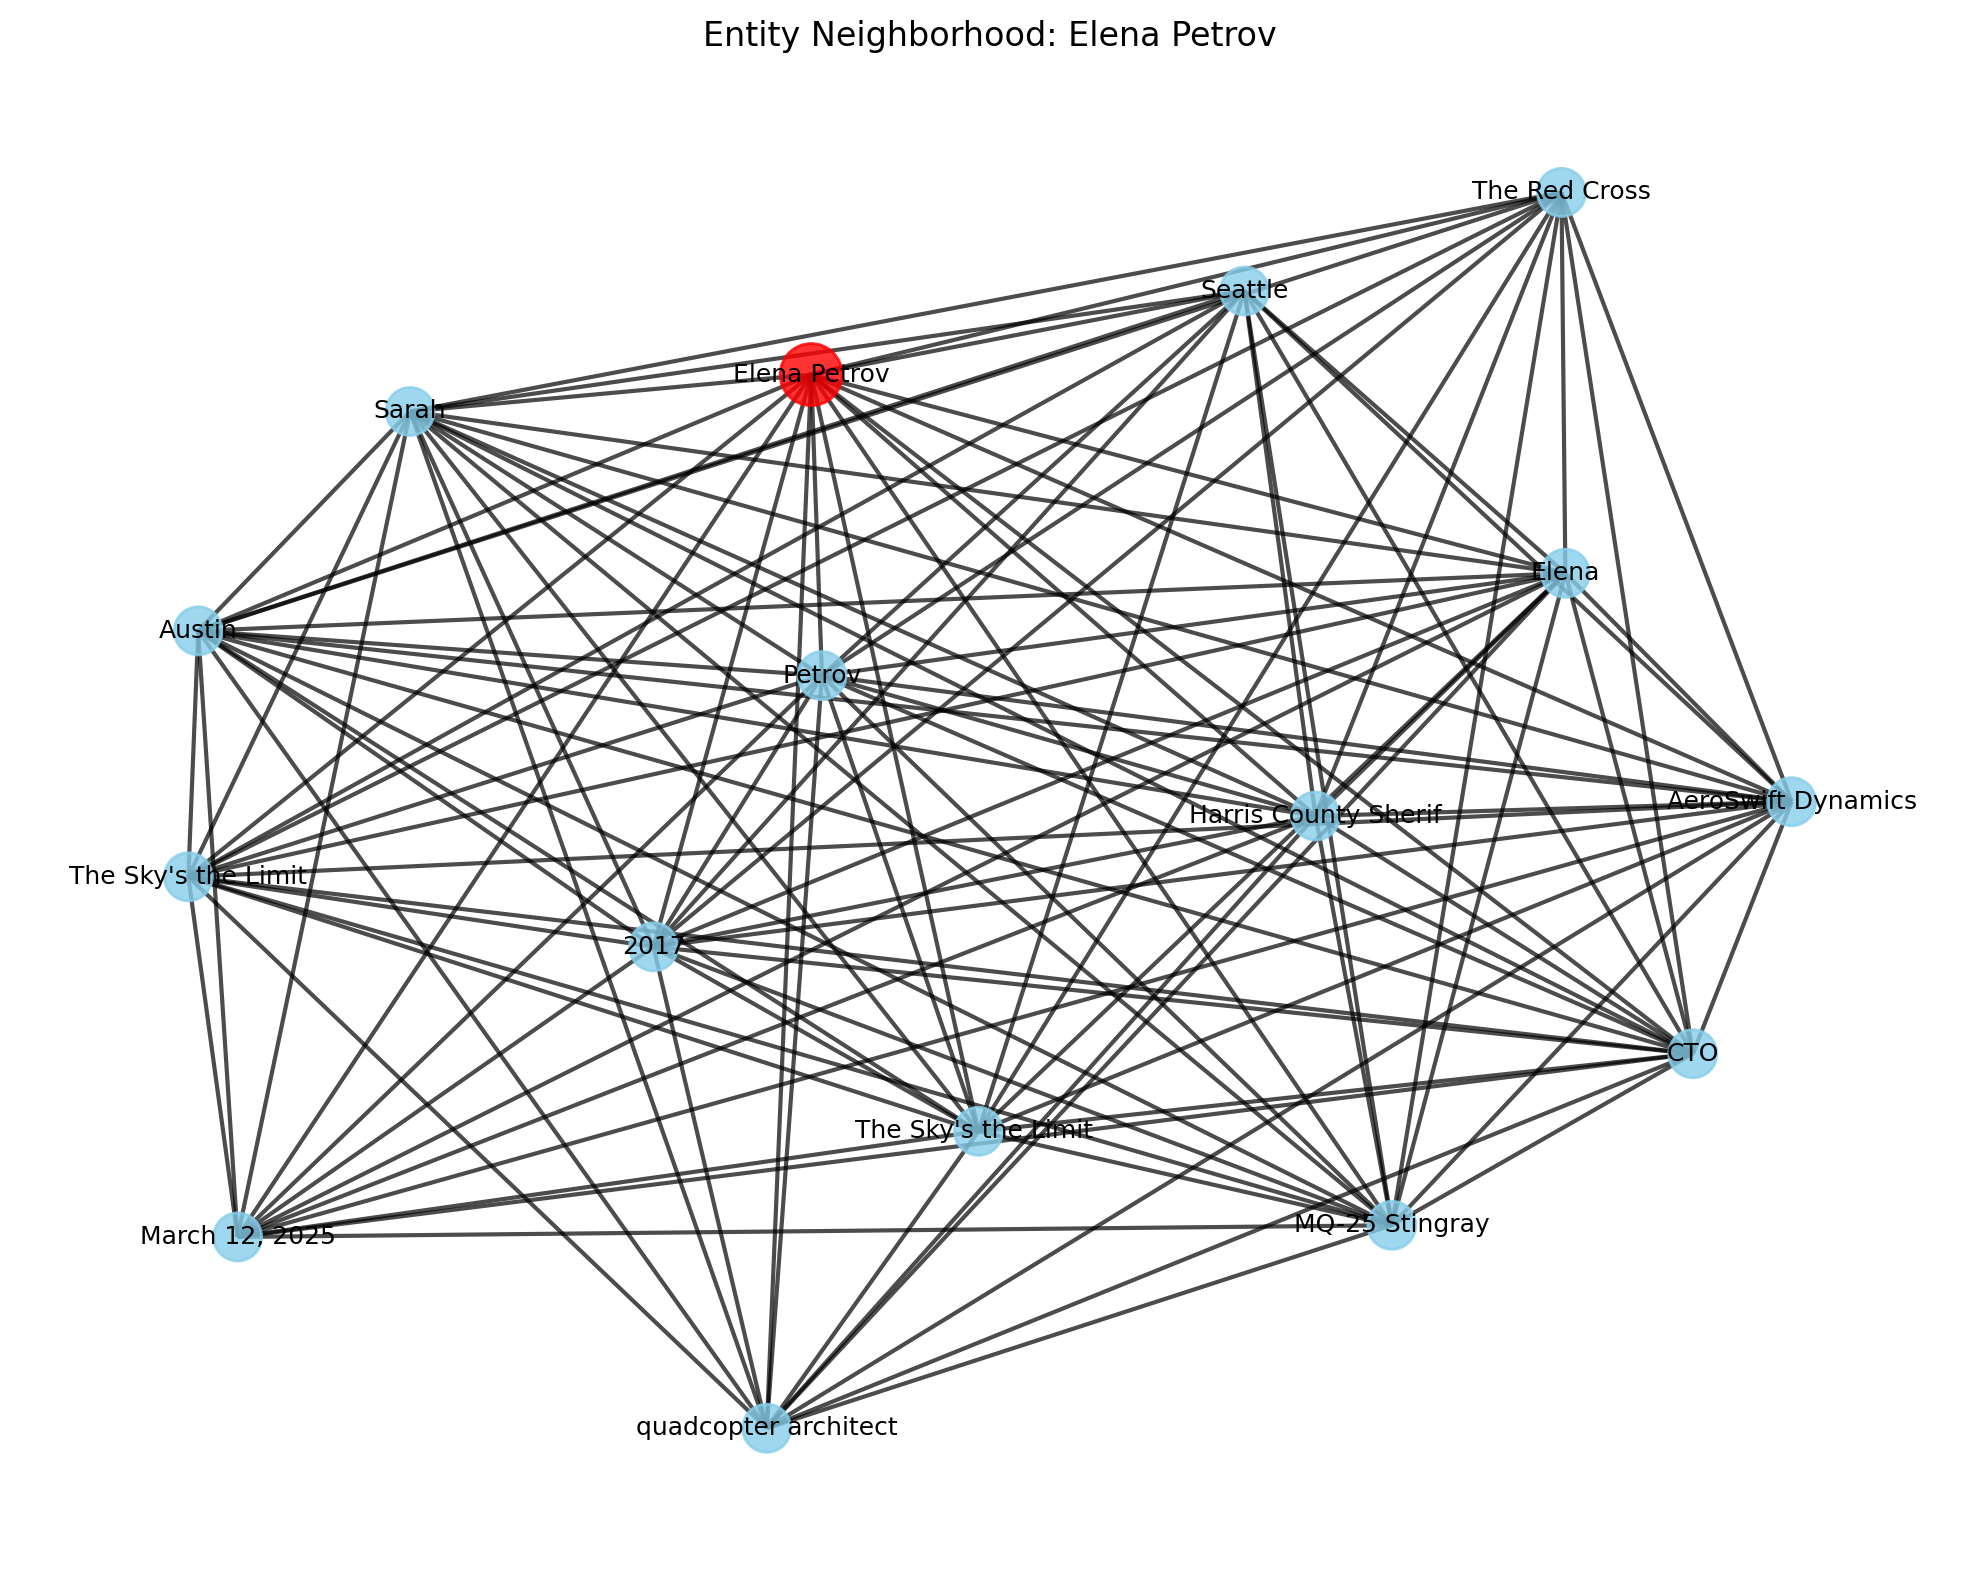 Entity Neighborhood: Elena Petrov
The Red Cross
Seattle
Elena Petrov
Sarah
Elena
Austin
Petrov
AeroSwift Dynamics
Harris County Sherif
The Sky's the Limit
2017
CTO
The Sky's the Limit
MQ-25 Stingray
March 12, 2025
quadcopter architect